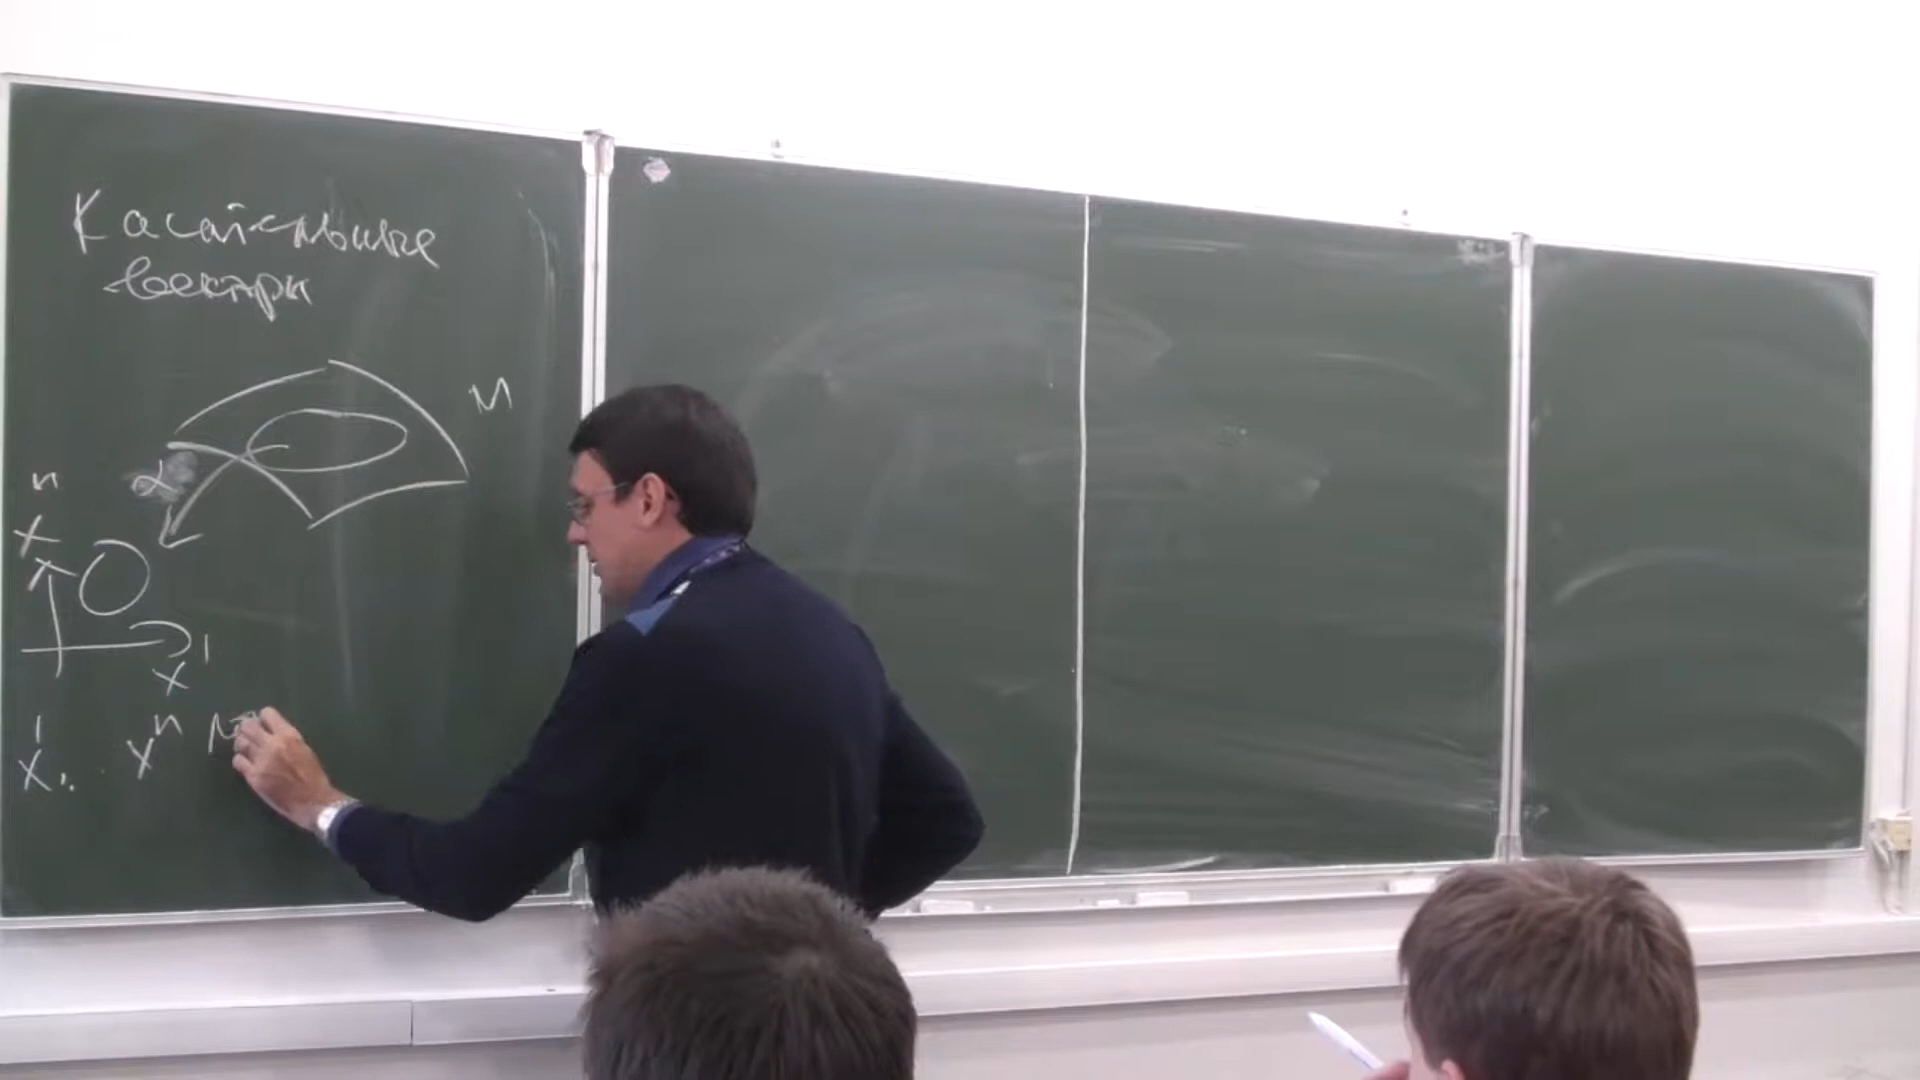 Касательные
векторы
M
α
n
x
x 1
x 1 . . x n